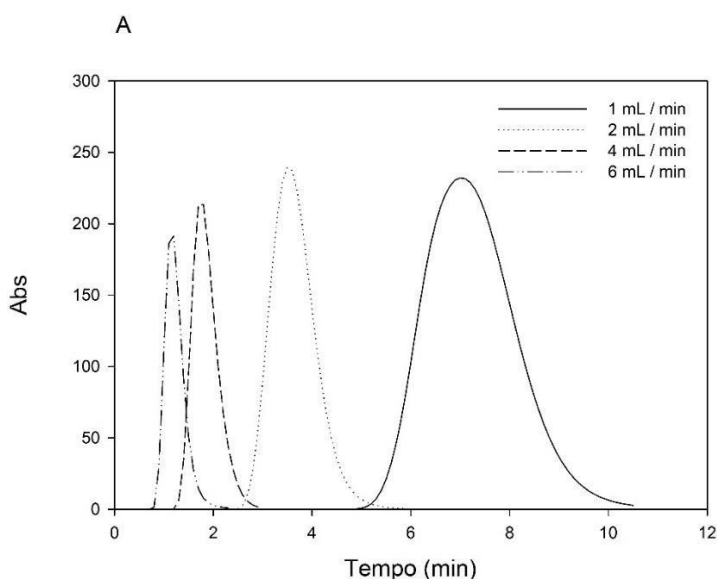 A
300
250
200
150
100
50
0
Abs
1 mL / min
2 mL / min
4 mL / min
6 mL / min
0 2 4 6 8 10 12
Tempo (min)